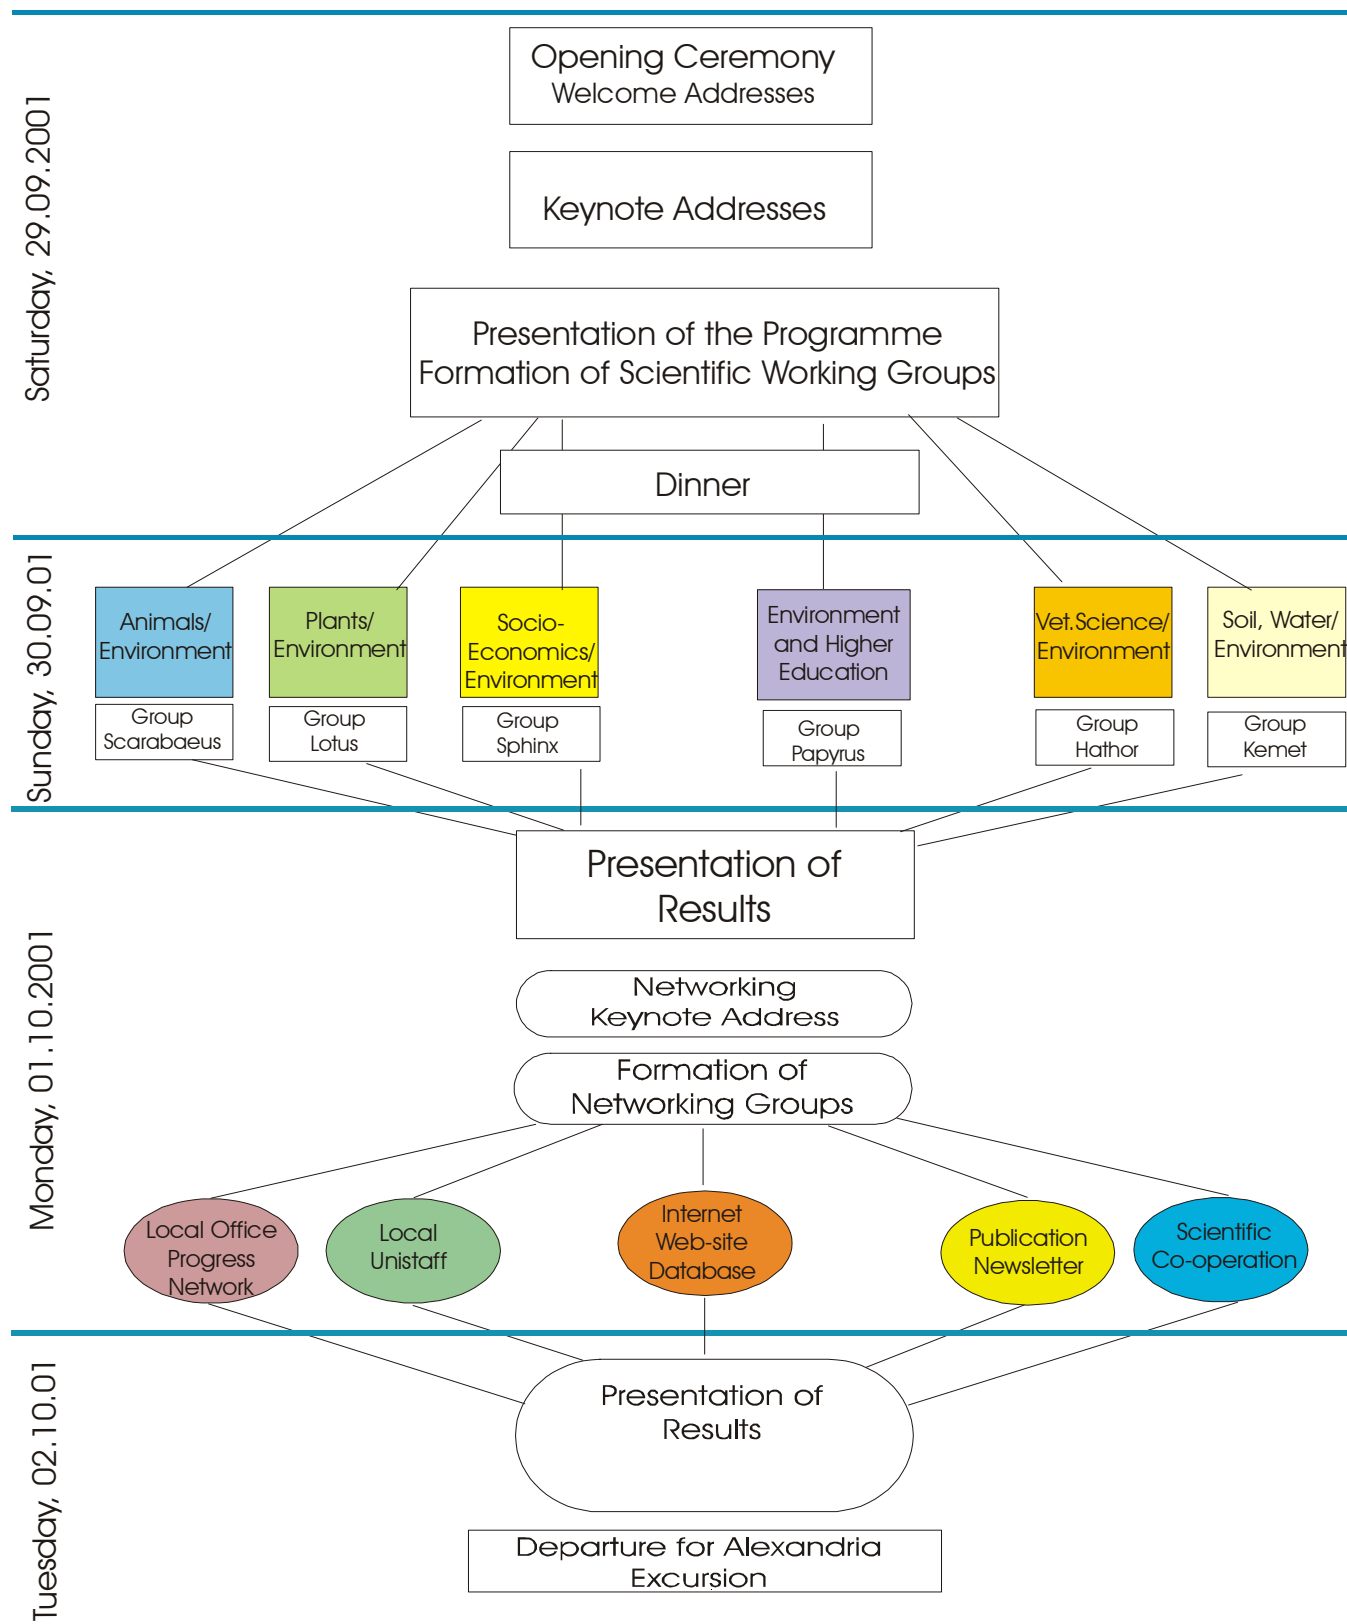 Saturday, 29.09.2001
Opening Ceremony
Welcome Addresses
Keynote Addresses
Presentation of the Programme
Formation of Scientific Working Groups
Dinner
Sunday, 30.09.01
Animals/
Environment
Plants/
Environment
Socio-
Economics/
Environment
Environment
and Higher
Education
Vet.Science/
Environment
Soil, Water/
Environment
Group
Scarabaeus
Group
Lotus
Group
Sphinx
Group
Papyrus
Group
Hathor
Group
Kemet
Monday, 01.10.2001
Presentation of
Results
Networking
Keynote Address
Formation of
Networking Groups
Local Office
Progress
Network
Local
Unistaff
Internet
Web-site
Database
Publication
Newsletter
Scientific
Co-operation
Tuesday, 02.10.01
Presentation of
Results
Departure for Alexandria
Excursion